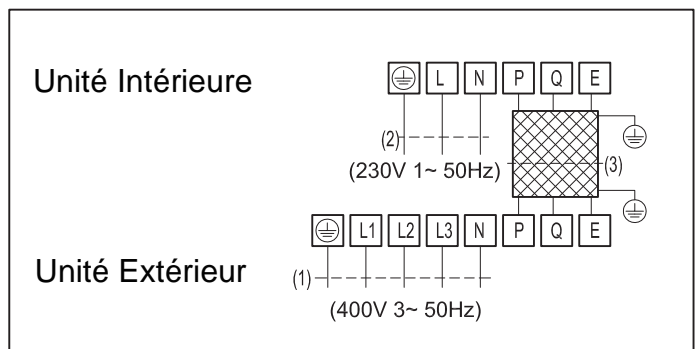 Unité Intérieure
L N P Q E
(2)
(230V 1~ 50Hz)
(3)
L1 L2 L3 N P Q E
Unité Extérieur
(1)
(400V 3~ 50Hz)